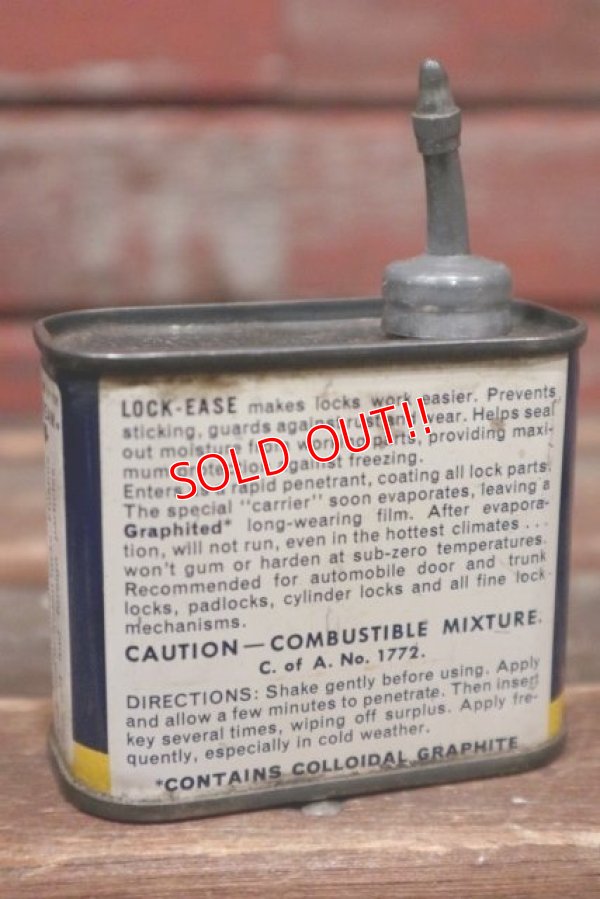 LOCK-EASE makes locks work easier. Prevents
sticking, guards against rust and wear. Helps seal
out moisture from working parts, providing maxi-
mum protection against freezing.
Enters as a rapid penetrant, coating all lock parts.
The special "carrier" soon evaporates, leaving a
Graphited* long-wearing film. After evapora-
tion, will not run, even in the hottest climates . . .
won't gum or harden at sub-zero temperatures.
Recommended for automobile door and trunk
locks, padlocks, cylinder locks and all fine lock
mechanisms.
CAUTION—COMBUSTIBLE MIXTURE.
C. of A. No. 1772.
DIRECTIONS: Shake gently before using. Apply
and allow a few minutes to penetrate. Then insert
key several times, wiping off surplus. Apply fre-
quently, especially in cold weather.
*CONTAINS COLLOIDAL GRAPHITE
SOLD OUT!!